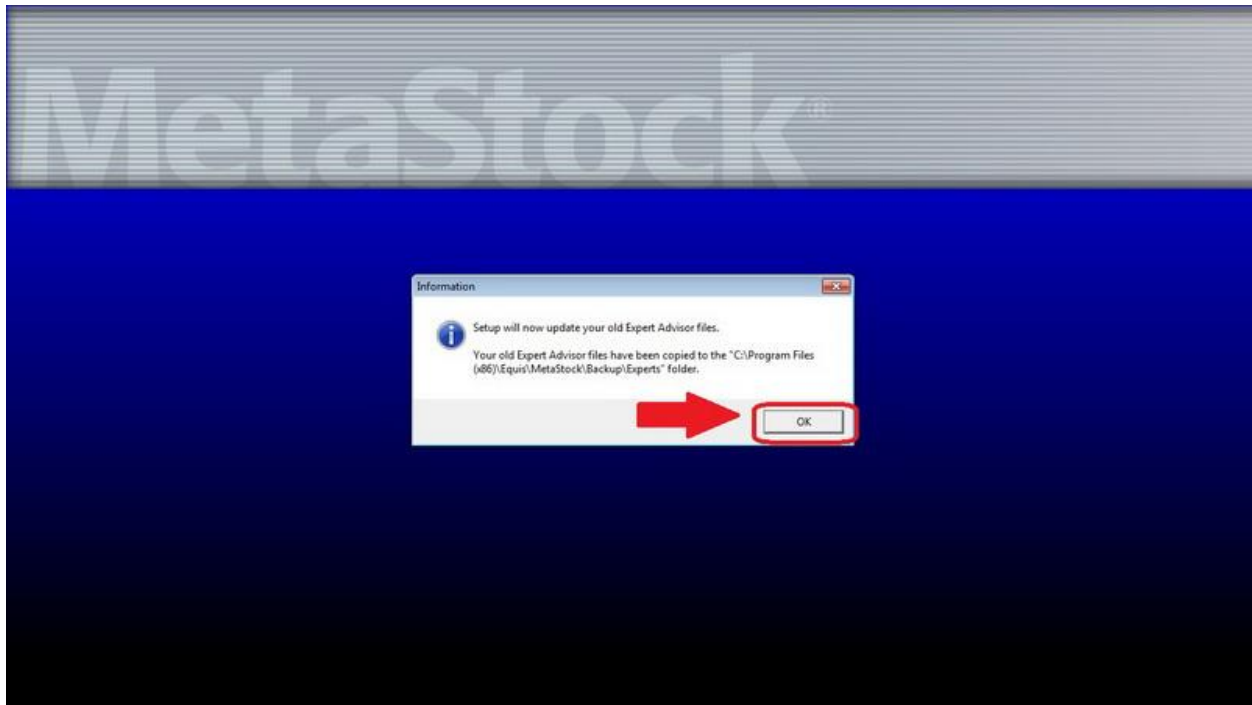 MetaStock®
Information
Setup will now update your old Expert Advisor files.
Your old Expert Advisor files have been copied to the "C:\Program Files
(x86)\Equis\MetaStock\Backup\Experts" folder.
OK